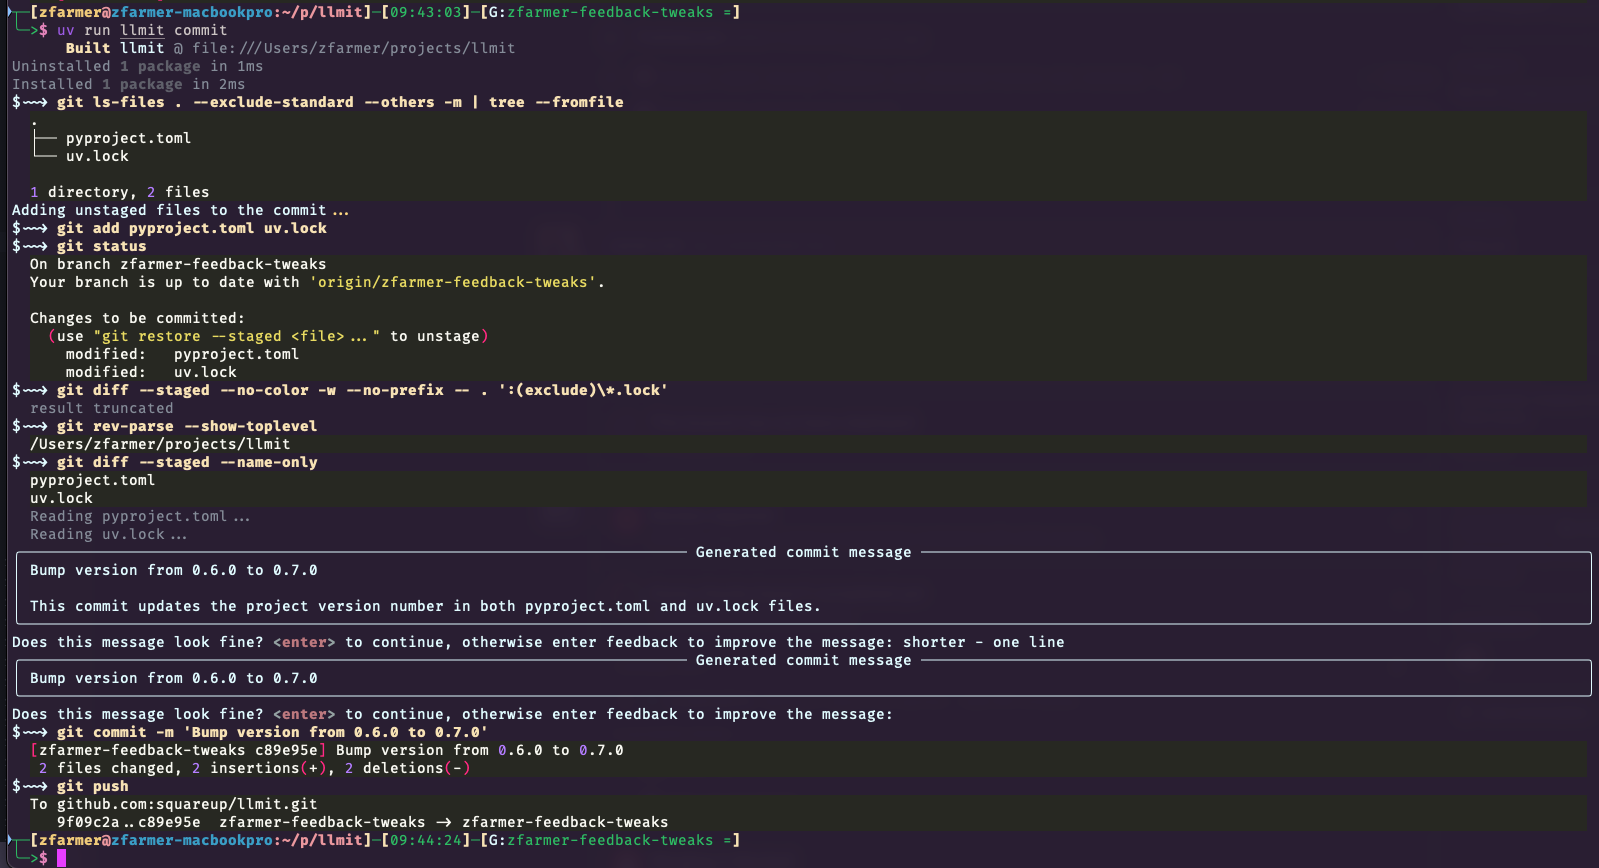 [zfarmer@zfarmer-macbookpro:~/p/llmit]—[09:43:03]—[G:zfarmer-feedback-tweaks =]
>$ uv run llmit commit
Built llmit @ file:///Users/zfarmer/projects/llmit
Uninstalled 1 package in 1ms
Installed 1 package in 2ms
$~~> git ls-files . --exclude-standard --others -m | tree --fromfile
.
├── pyproject.toml
└── uv.lock
1 directory, 2 files
Adding unstaged files to the commit...
$~~> git add pyproject.toml uv.lock
$~~> git status
On branch zfarmer-feedback-tweaks
Your branch is up to date with 'origin/zfarmer-feedback-tweaks'.
Changes to be committed:
(use "git restore --staged <file>..." to unstage)
modified:   pyproject.toml
modified:   uv.lock
$~~> git diff --staged --no-color -w --no-prefix -- . ':(exclude)\*.lock'
result truncated
$~~> git rev-parse --show-toplevel
/Users/zfarmer/projects/llmit
$~~> git diff --staged --name-only
pyproject.toml
uv.lock
Reading pyproject.toml...
Reading uv.lock...
Generated commit message
Bump version from 0.6.0 to 0.7.0
This commit updates the project version number in both pyproject.toml and uv.lock files.
Does this message look fine? <enter> to continue, otherwise enter feedback to improve the message: shorter - one line
Generated commit message
Bump version from 0.6.0 to 0.7.0
Does this message look fine? <enter> to continue, otherwise enter feedback to improve the message:
$~~> git commit -m 'Bump version from 0.6.0 to 0.7.0'
[zfarmer-feedback-tweaks c89e95e] Bump version from 0.6.0 to 0.7.0
2 files changed, 2 insertions(+), 2 deletions(-)
$~~> git push
To github.com:squareup/llmit.git
9f09c2a..c89e95e  zfarmer-feedback-tweaks -> zfarmer-feedback-tweaks
[zfarmer@zfarmer-macbookpro:~/p/llmit]—[09:44:24]—[G:zfarmer-feedback-tweaks =]
>$